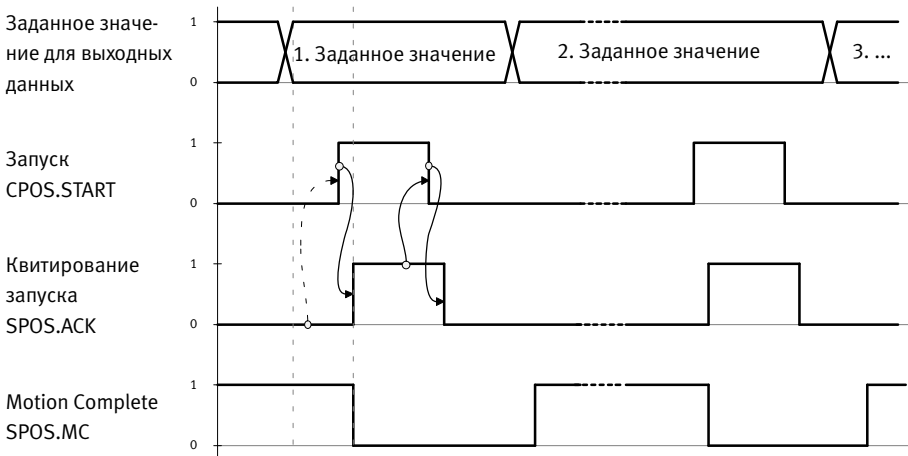 Заданное значе-
ние для выходных
данных
1
0
1. Заданное значение
2. Заданное значение
3. ...
Запуск
CPOS.START
1
0
Квитирование
запуска
SPOS.ACK
1
0
Motion Complete
SPOS.MC
1
0